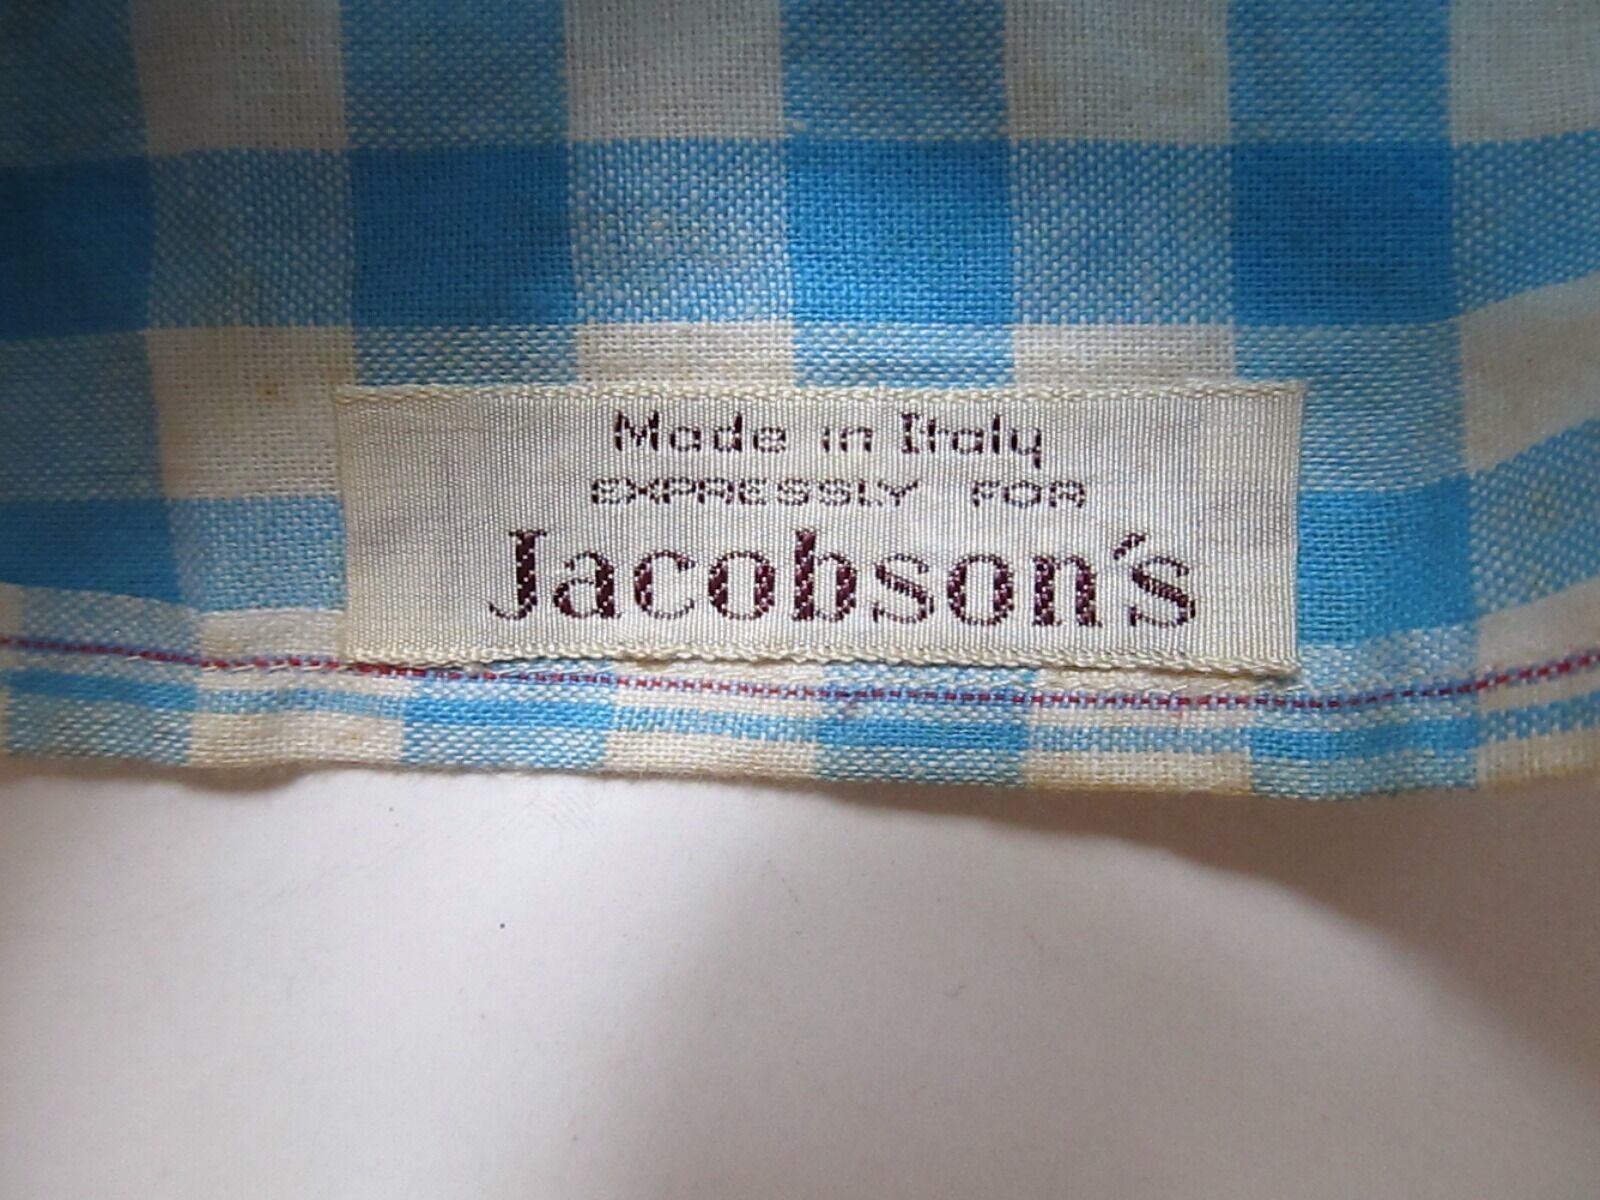 Made in Italy
EXPRESSLY FOR
Jacobson's